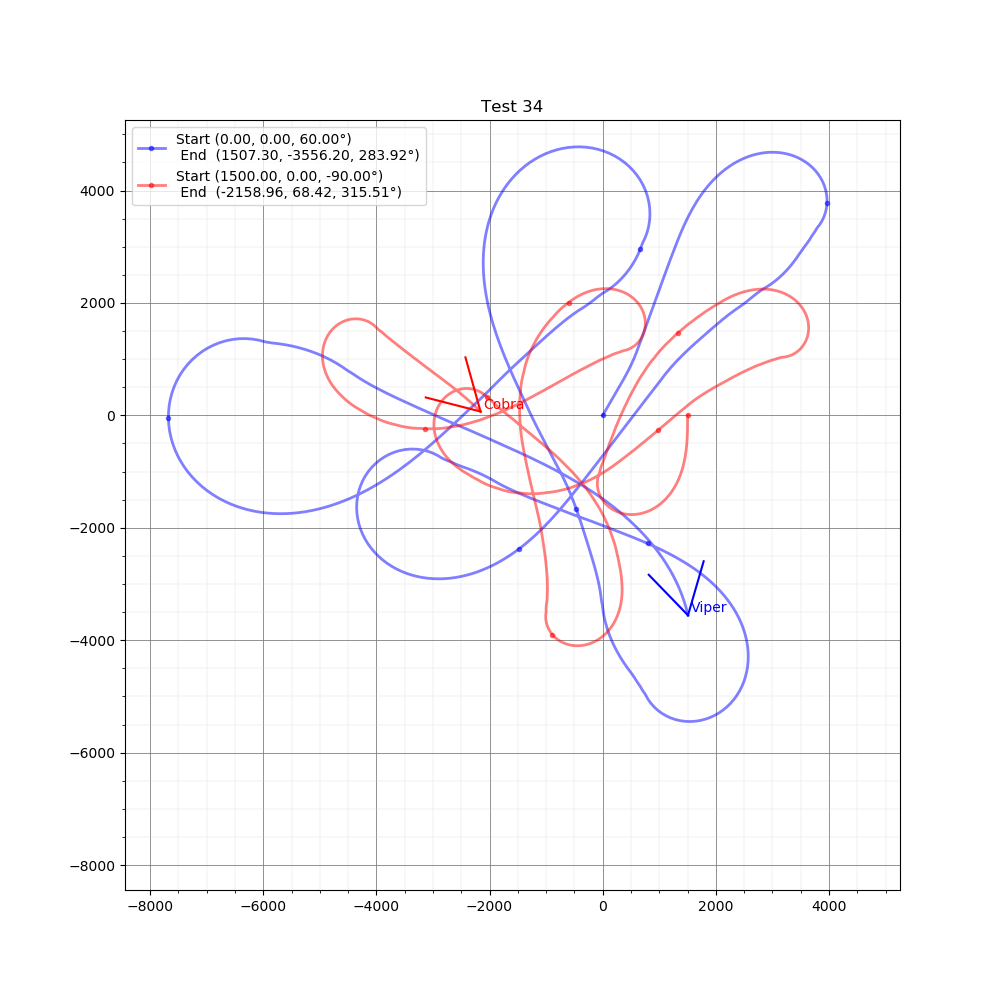 Test 34
Start (0.00, 0.00, 60.00°)
End (1507.30, -3556.20, 283.92°)
Start (1500.00, 0.00, -90.00°)
End (-2158.96, 68.42, 315.51°)
4000
2000
0
−2000
−4000
−6000
−8000
Cobra
Viper
−8000 −6000 −4000 −2000 0 2000 4000